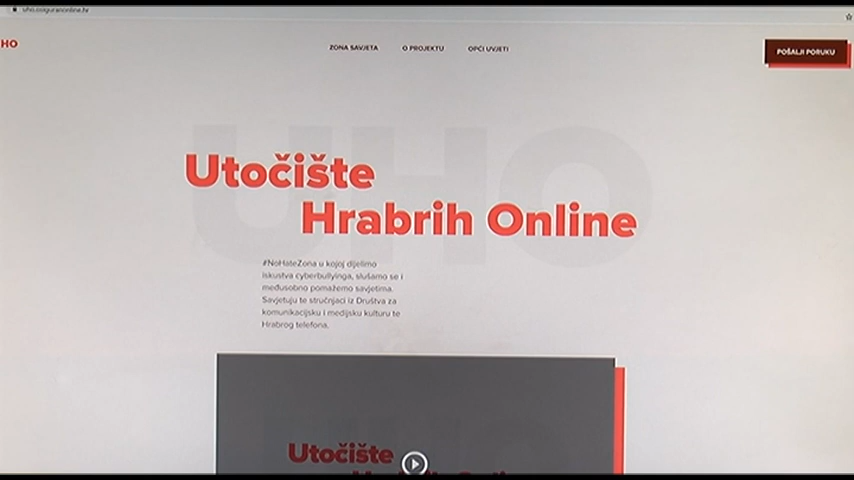 uho.osiguranonline.hr
HO
ZONA SAVJETA
O PROJEKTU
OPĆI UVJETI
POŠALJI PORUKU
UHO
Utočište
Hrabrih Online
#NoHateZona u kojoj dijelimo
iskustva cyberbullyinga, slušamo se i
međusobno pomažemo savjetima.
Savjetuju te stručnjaci iz Društva za
komunikacijsku i medijsku kulturu te
Hrabrog telefona.
Utočište